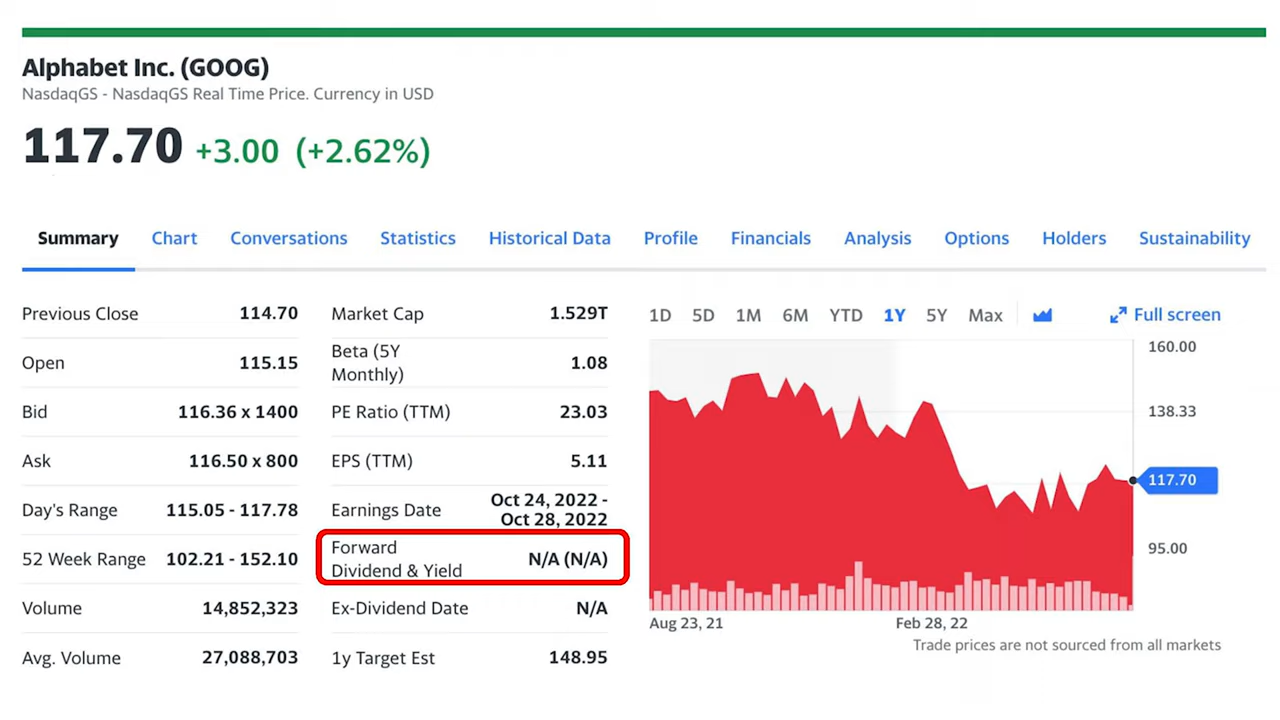 Alphabet Inc. (GOOG)
NasdaqGS - NasdaqGS Real Time Price. Currency in USD
117.70 +3.00 (+2.62%)
Summary Chart Conversations Statistics Historical Data Profile Financials Analysis Options Holders Sustainability
Previous Close 114.70
Open 115.15
Bid 116.36 x 1400
Ask 116.50 x 800
Day's Range 115.05 - 117.78
52 Week Range 102.21 - 152.10
Volume 14,852,323
Avg. Volume 27,088,703
Market Cap 1.529T
Beta (5Y
Monthly) 1.08
PE Ratio (TTM) 23.03
EPS (TTM) 5.11
Earnings Date Oct 24, 2022 -
Oct 28, 2022
Forward
Dividend & Yield N/A (N/A)
Ex-Dividend Date N/A
1y Target Est 148.95
1D 5D 1M 6M YTD 1Y 5Y Max Full screen
160.00
138.33
117.70
95.00
Aug 23, 21 Feb 28, 22
Trade prices are not sourced from all markets